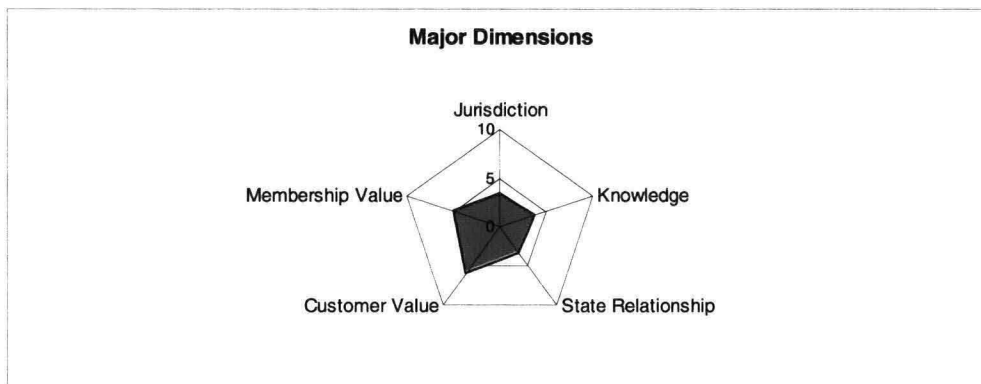 Major Dimensions
Jurisdiction
10
5
0
Membership Value
Knowledge
Customer Value
State Relationship